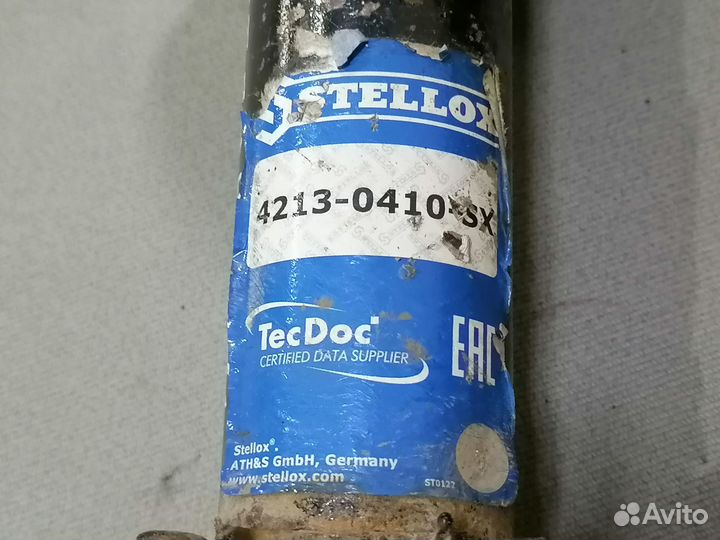 STELLOX
4213-0410-SX
TecDoc
CERTIFIED DATA SUPPLIER
EAC
Stellox®.
ATH&S GmbH, Germany
www.stellox.com
ST0127
Avito